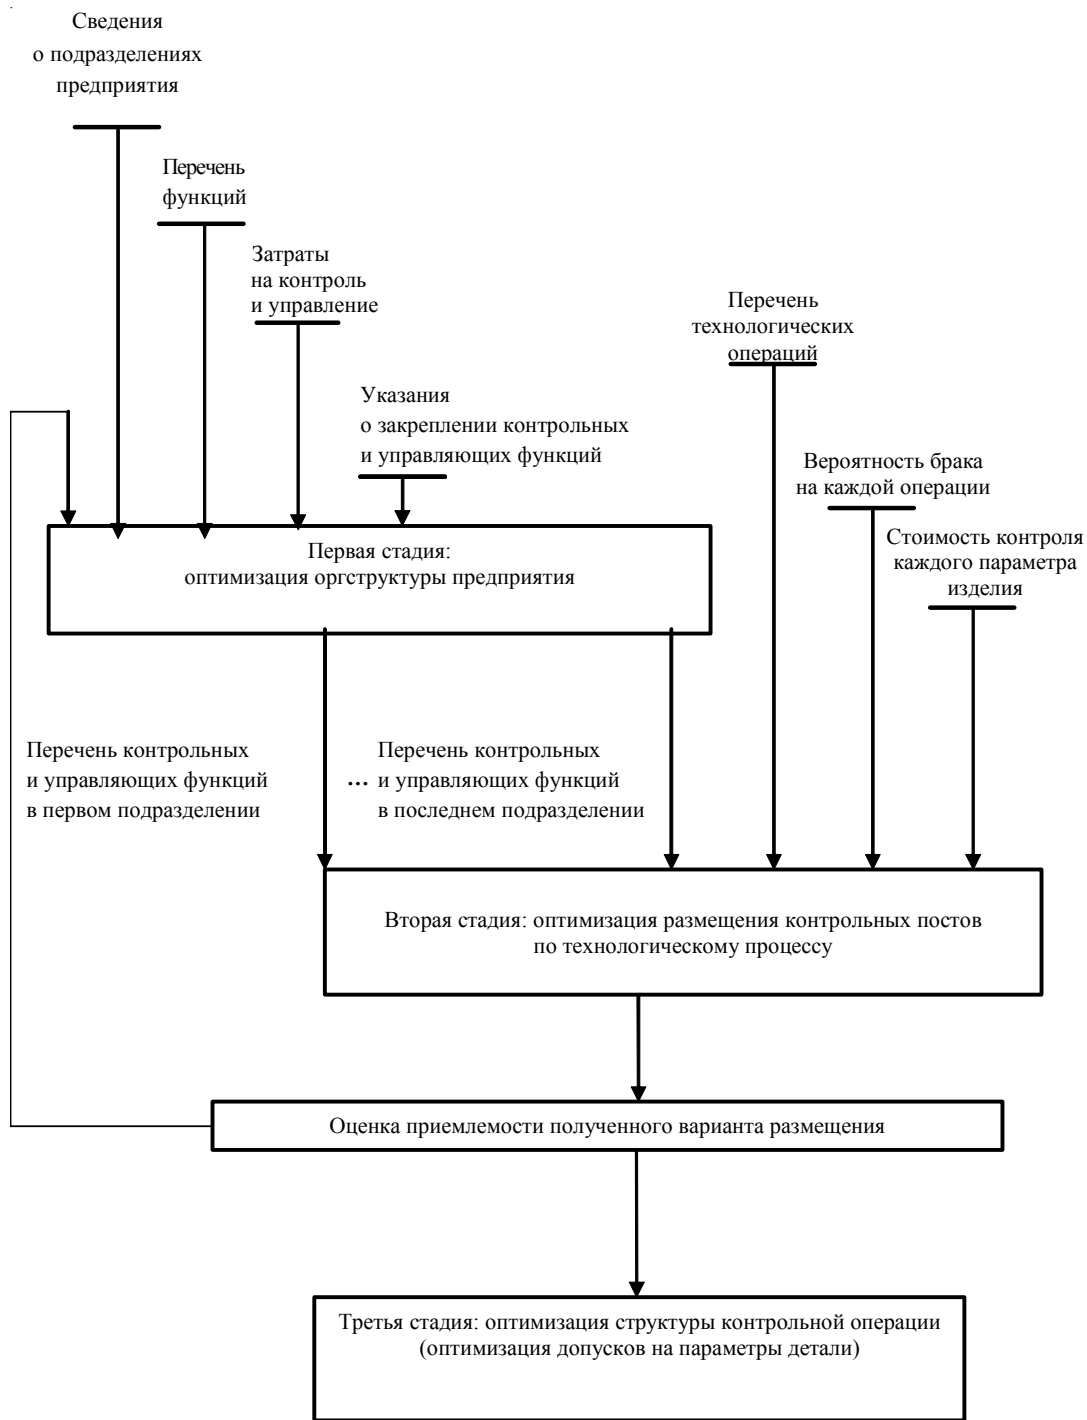 Сведения
о подразделениях
предприятия
Перечень
функций
Затраты
на контроль
и управление
Перечень
технологических
операций
Указания
о закреплении контрольных
и управляющих функций
Вероятность брака
на каждой операции
Стоимость контроля
каждого параметра
изделия
Первая стадия:
оптимизация оргструктуры предприятия
Перечень контрольных
и управляющих функций
в первом подразделении
...
Перечень контрольных
и управляющих функций
в последнем подразделении
Вторая стадия: оптимизация размещения контрольных постов
по технологическому процессу
Оценка приемлемости полученного варианта размещения
Третья стадия: оптимизация структуры контрольной операции
(оптимизация допусков на параметры детали)